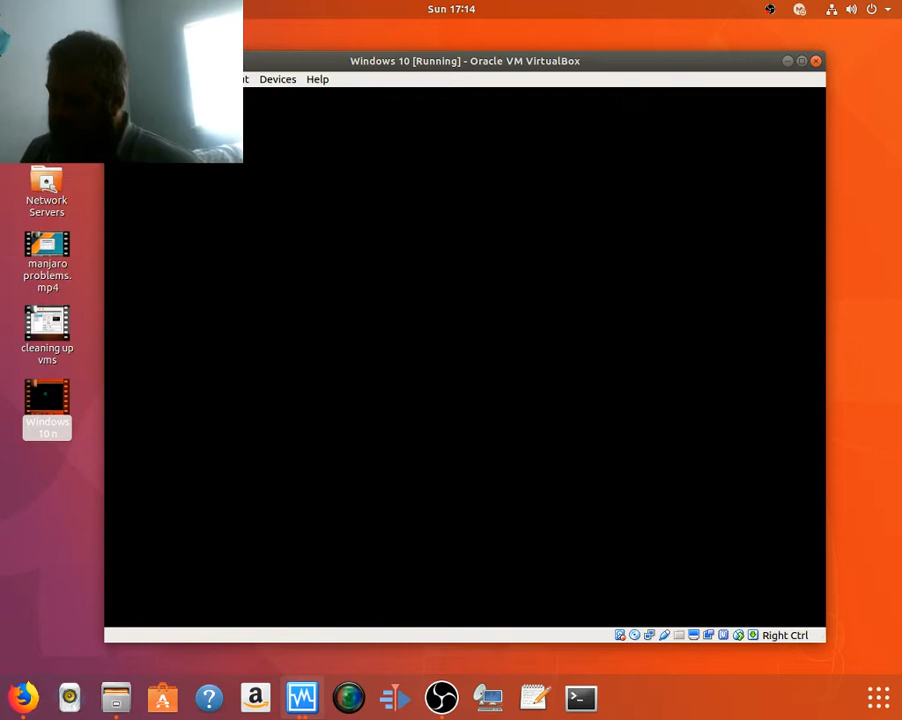 Sun 17:14
Windows 10 [Running] - Oracle VM VirtualBox
ut Devices Help
Network
Servers
manjaro
problems.
mp4
cleaning up
vms
Windows
10 n
Right Ctrl